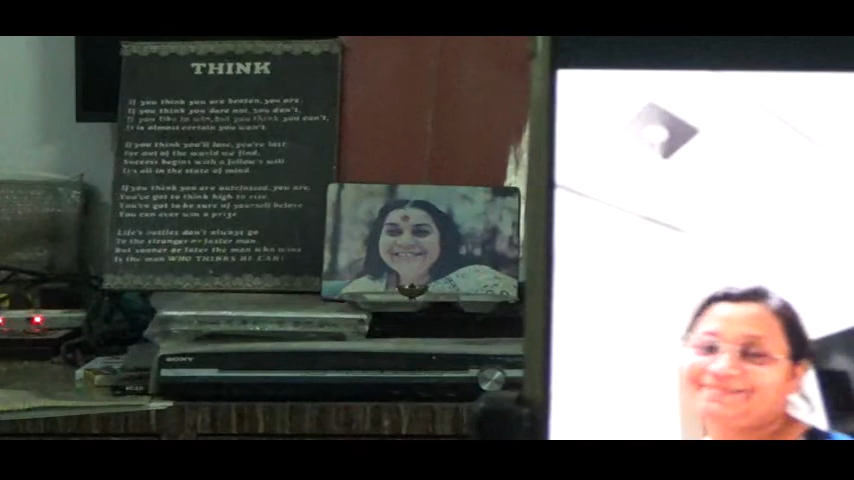 THINK
If you think you are beaten, you are,
If you think you dare not, you don't,
If you like to win, but you think you can't,
It is almost certain you won't.
If you think you'll lose, you're lost
For out of the world we find,
Success begins with a fellow's will
It's all in the state of mind.
If you think you are outclassed, you are,
You've got to think high to rise
You've got to be sure of yourself before
You can ever win a prize
Life's battles don't always go
To the stronger or faster man,
But sooner or later the man who wins
Is the man WHO THINKS HE CAN!
SONY